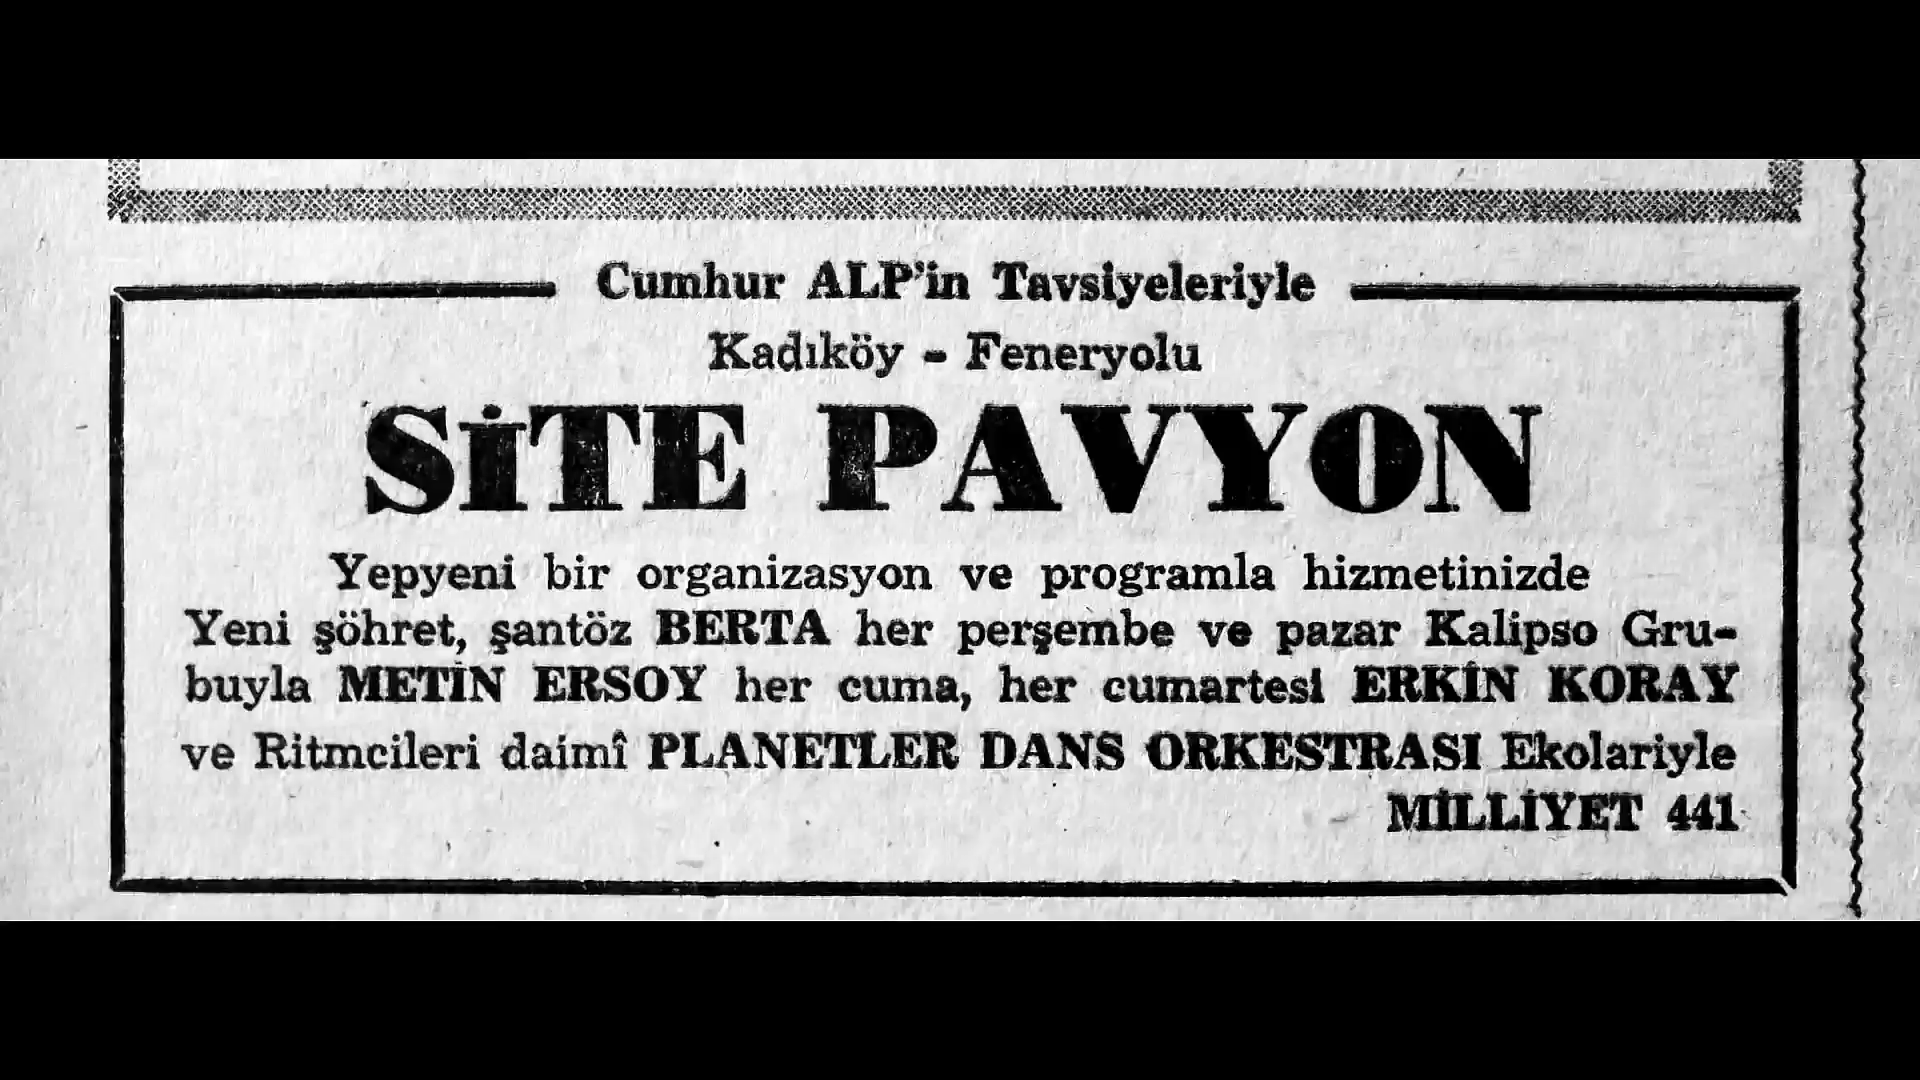 Cumhur ALP'in Tavsiyeleriyle
Kadıköy - Feneryolu
SİTE PAVYON
Yepyeni bir organizasyon ve programla hizmetinizde
Yeni şöhret, şantöz BERTA her perşembe ve pazar Kalipso Gru-
buyla METİN ERSOY her cuma, her cumartesi ERKİN KORAY
ve Ritmcileri daimî PLANETLER DANS ORKESTRASI Ekolariyle
MİLLİYET 441